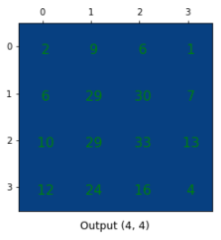 0 1 2 3
0 2 9 6 1
1 6 29 30 7
2 10 29 33 13
3 12 24 16 4
Output (4, 4)